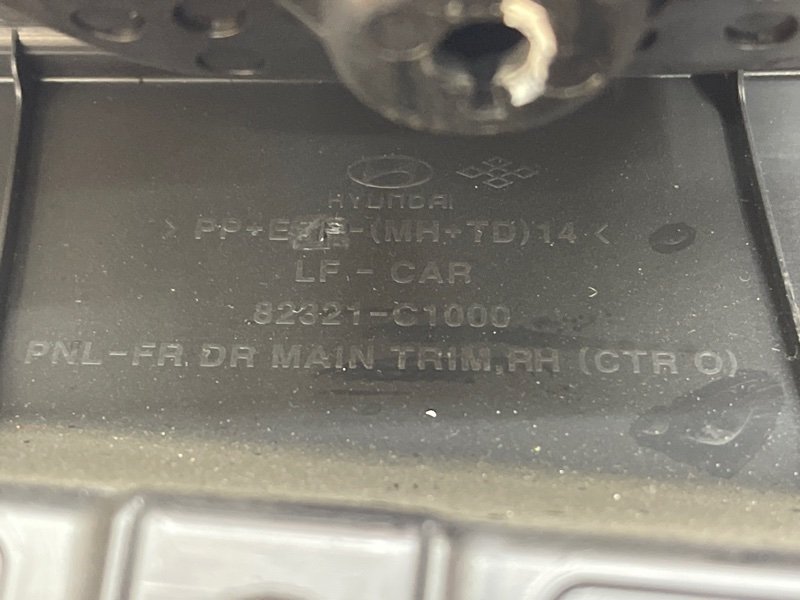 HYUNDAI
-(MH+TD)14<
LF - CAR
82321-C1000
PNL-FR DR MAIN TRIM,RH (CTR O)